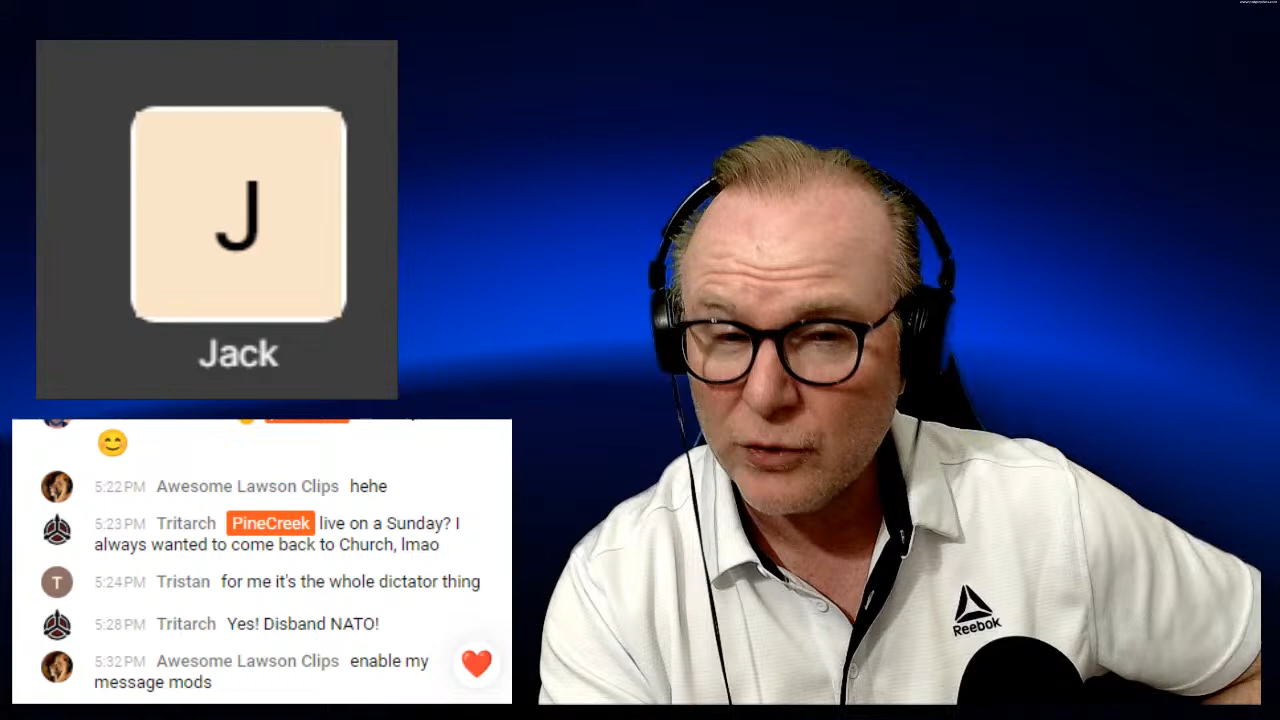 J
Jack
5:22 PM Awesome Lawson Clips hehe
5:23 PM Tritarch PineCreek live on a Sunday? I
always wanted to come back to Church, lmao
5:24 PM T Tristan for me it's the whole dictator thing
5:28 PM Tritarch Yes! Disband NATO!
5:32 PM Awesome Lawson Clips enable my
message mods
Reebok